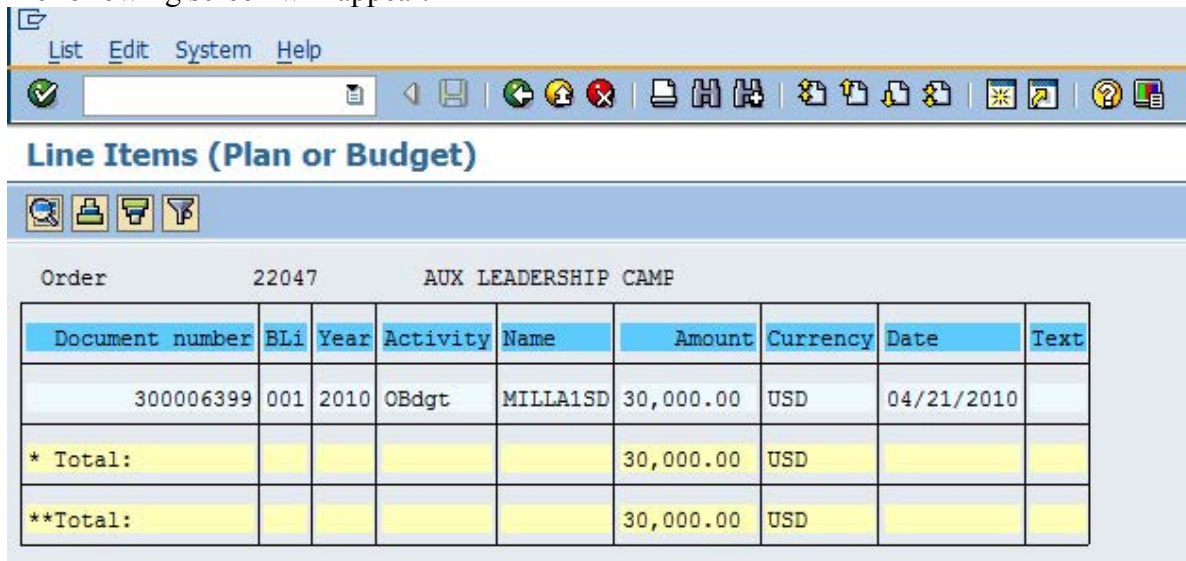 List Edit System Help
Line Items (Plan or Budget)
Order 22047 AUX LEADERSHIP CAMP
Document number BLi Year Activity Name Amount Currency Date Text
300006399 001 2010 OBdgt MILLA1SD 30,000.00 USD 04/21/2010
* Total: 30,000.00 USD
**Total: 30,000.00 USD